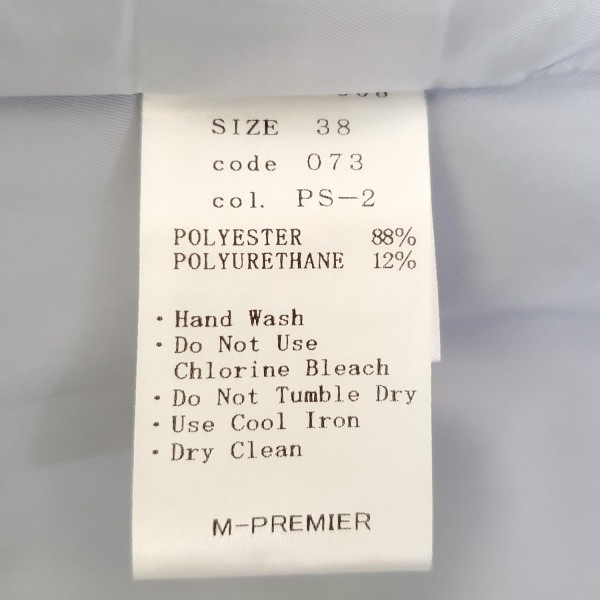 SIZE 38
code 073
col. PS-2
POLYESTER 88%
POLYURETHANE 12%
・Hand Wash
・Do Not Use
Chlorine Bleach
・Do Not Tumble Dry
・Use Cool Iron
・Dry Clean
M-PREMIER